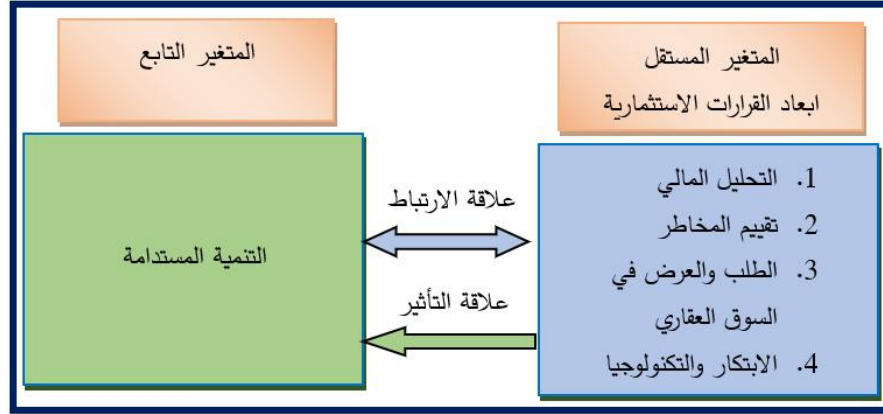 المتغير المستقل
ابعاد القرارات الاستثمارية
1. التحليل المالي
2. تقييم المخاطر
3. الطلب والعرض في
السوق العقاري
4. الابتكار والتكنولوجيا
علاقة الارتباط
علاقة التأثير
المتغير التابع
التنمية المستدامة